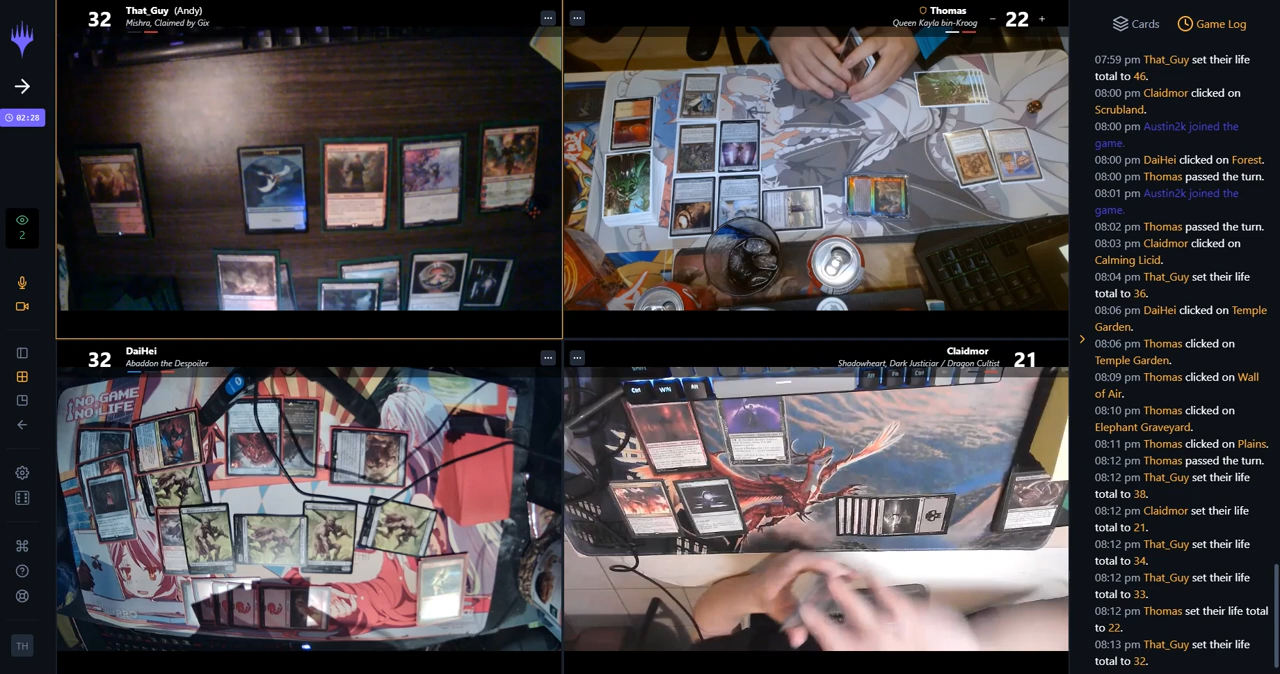 32
That_Guy (Andy)
Mishra, Claimed by Gix
Thomas
Queen Kayla bin-Kroog
− 22 +
Cards
Game Log
02:28
2
TH
32
DaiHei
Abaddon the Despoiler
NO GAME
NO LIFE
Claidmor
Shadowheart, Dark Justiciar / Dragon Cultist
21
Ctrl
WIN
Alt
07:59 pm That_Guy set their life
total to 46.
08:00 pm Claidmor clicked on
Scrubland.
08:00 pm Austin2k joined the
game.
08:00 pm DaiHei clicked on Forest.
08:00 pm Thomas passed the turn.
08:01 pm Austin2k joined the
game.
08:02 pm Thomas passed the turn.
08:03 pm Claidmor clicked on
Calming Licid.
08:04 pm That_Guy set their life
total to 36.
08:06 pm DaiHei clicked on Temple
Garden.
08:06 pm Thomas clicked on
Temple Garden.
08:09 pm Thomas clicked on Wall
of Air.
08:10 pm Thomas clicked on
Elephant Graveyard.
08:11 pm Thomas clicked on Plains.
08:12 pm Thomas passed the turn.
08:12 pm That_Guy set their life
total to 38.
08:12 pm Claidmor set their life
total to 21.
08:12 pm That_Guy set their life
total to 34.
08:12 pm That_Guy set their life
total to 33.
08:12 pm Thomas set their life total
to 22.
08:13 pm That_Guy set their life
total to 32.